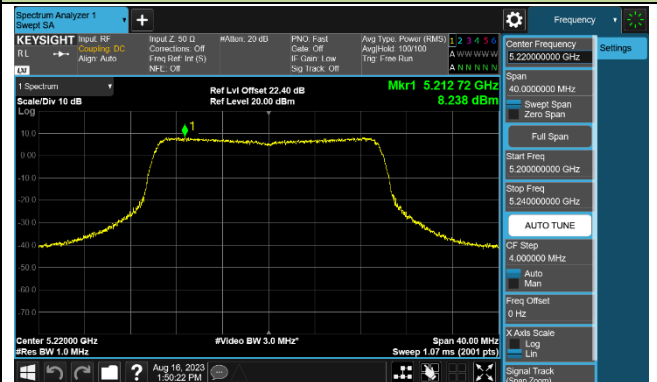 Spectrum Analyzer 1
Swept SA
Frequency
KEYSIGHT
RL
LXI
Input: RF
Coupling: DC
Align: Auto
Input Z: 50 Ω
Corrections: Off
Freq Ref: Int (S)
NFE: Off
#Atten: 20 dB
PNO: Fast
Gate: Off
IF Gain: Low
Sig Track: Off
Avg Type: Power (RMS)
Avg|Hold: 100/100
Trig: Free Run
1 2 3 4 5 6
A W W W W W
A N N N N N
1 Spectrum
Scale/Div 10 dB
Log
Ref Lvl Offset 22.40 dB
Ref Level 20.00 dBm
Mkr1 5.212 72 GHz
8.238 dBm
1
10.0
0.00
-10.0
-20.0
-30.0
-40.0
-50.0
-60.0
-70.0
Center 5.22000 GHz
#Res BW 1.0 MHz
#Video BW 3.0 MHz*
Span 40.00 MHz
Sweep 1.07 ms (2001 pts)
Aug 16, 2023
1:50:22 PM
Center Frequency
5.220000000 GHz
Span
40.0000000 MHz
Swept Span
Zero Span
Full Span
Start Freq
5.200000000 GHz
Stop Freq
5.240000000 GHz
AUTO TUNE
CF Step
4.000000 MHz
Auto
Man
Freq Offset
0 Hz
X Axis Scale
Log
Lin
Signal Track
(Span Zoom)
Settings